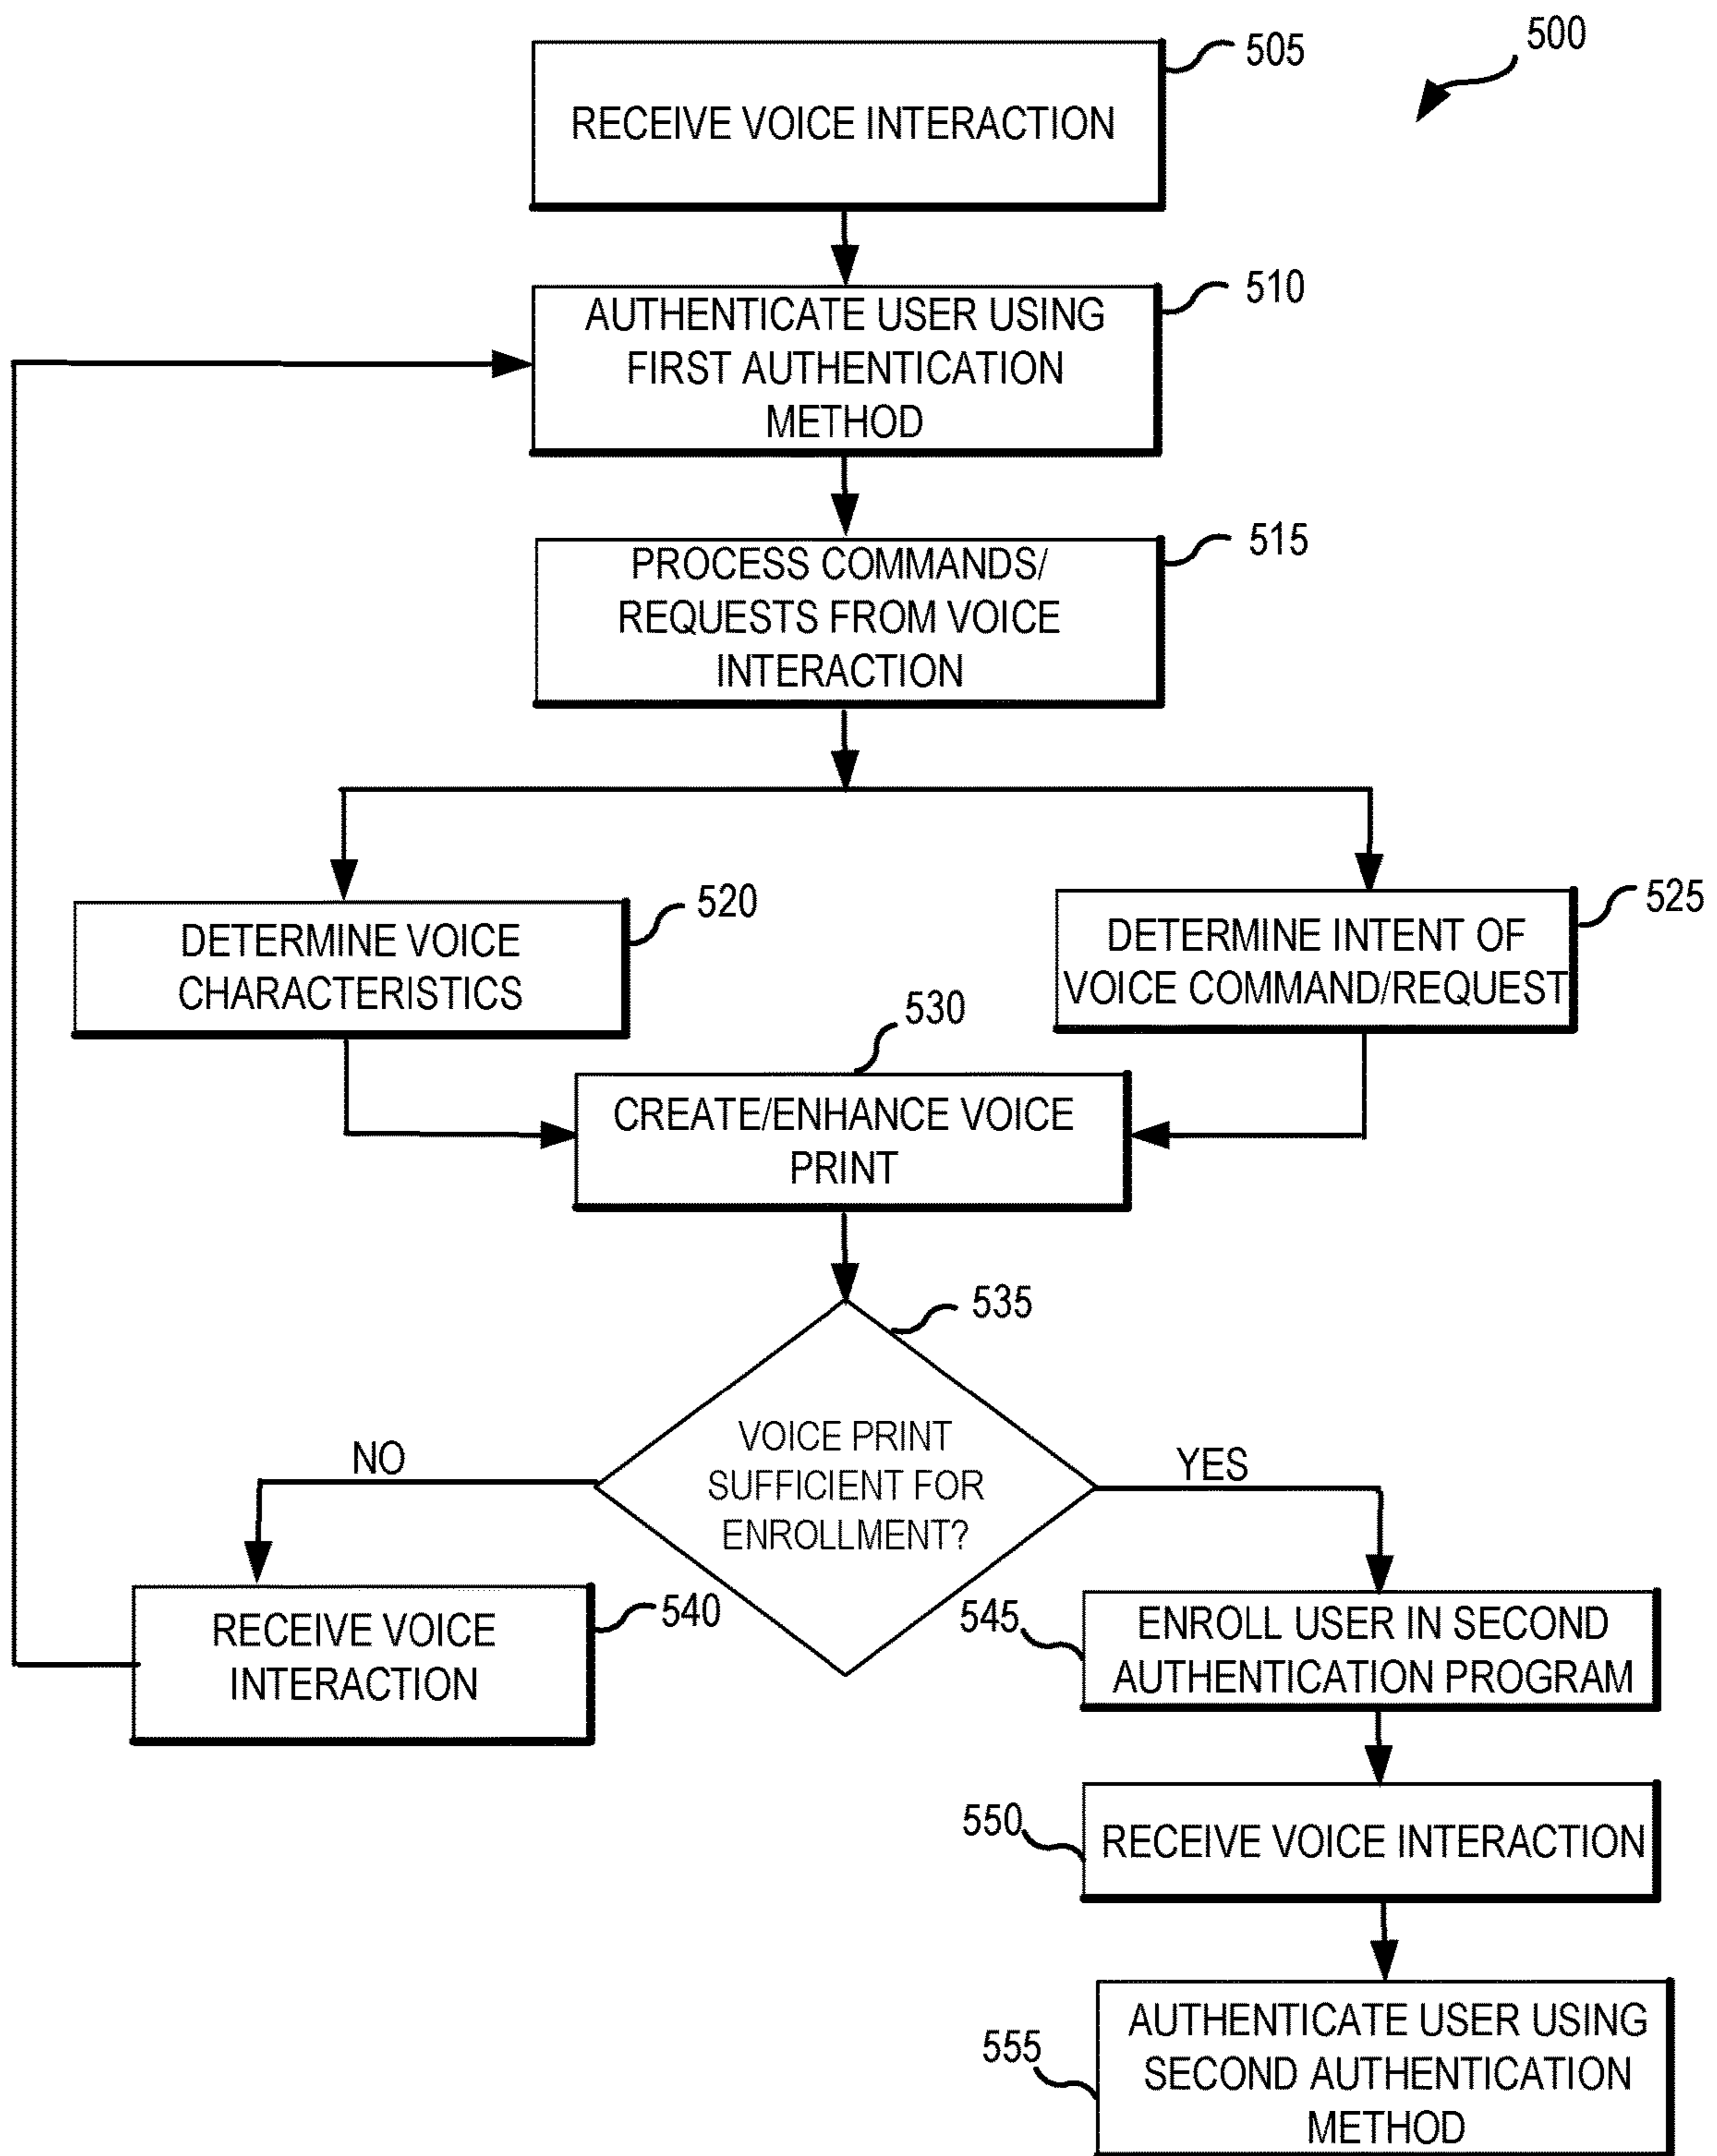 500
505
RECEIVE VOICE INTERACTION
510
AUTHENTICATE USER USING
FIRST AUTHENTICATION
METHOD
515
PROCESS COMMANDS/
REQUESTS FROM VOICE
INTERACTION
520
DETERMINE VOICE
CHARACTERISTICS
525
DETERMINE INTENT OF
VOICE COMMAND/REQUEST
530
CREATE/ENHANCE VOICE
PRINT
535
VOICE PRINT
SUFFICIENT FOR
ENROLLMENT?
NO
YES
540
RECEIVE VOICE
INTERACTION
545
ENROLL USER IN SECOND
AUTHENTICATION PROGRAM
550
RECEIVE VOICE INTERACTION
555
AUTHENTICATE USER USING
SECOND AUTHENTICATION
METHOD